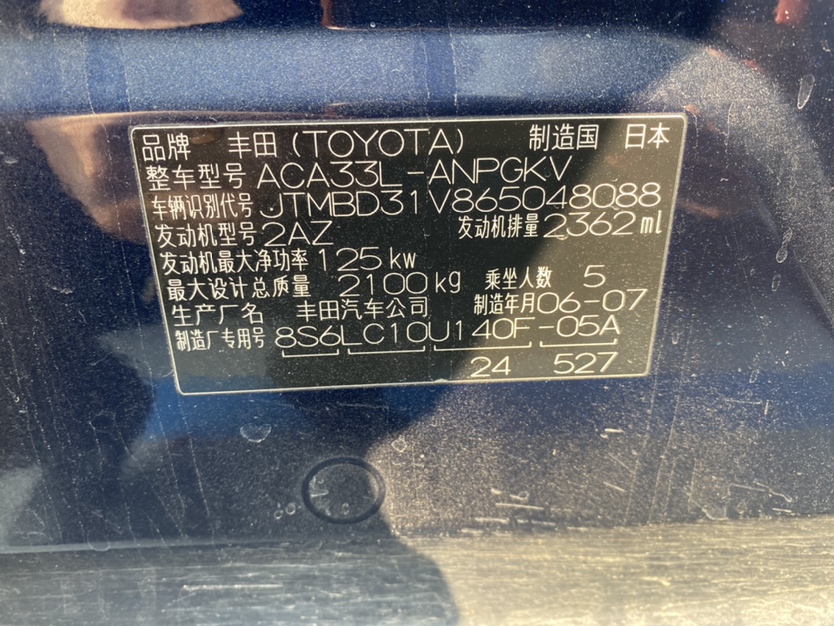 品牌 丰田 (TOYOTA) 制造国 日本
整车型号 ACA33L-ANPGKV
车辆识别代号 JTMBD31V865048088
发动机型号 2AZ 发动机排量 2362 ml
发动机最大净功率 125 kw
最大设计总质量 2100 kg 乘坐人数 5
生产厂名 丰田汽车公司 制造年月 06-07
制造厂专用号 8S6LC10U140F-05A
24 527